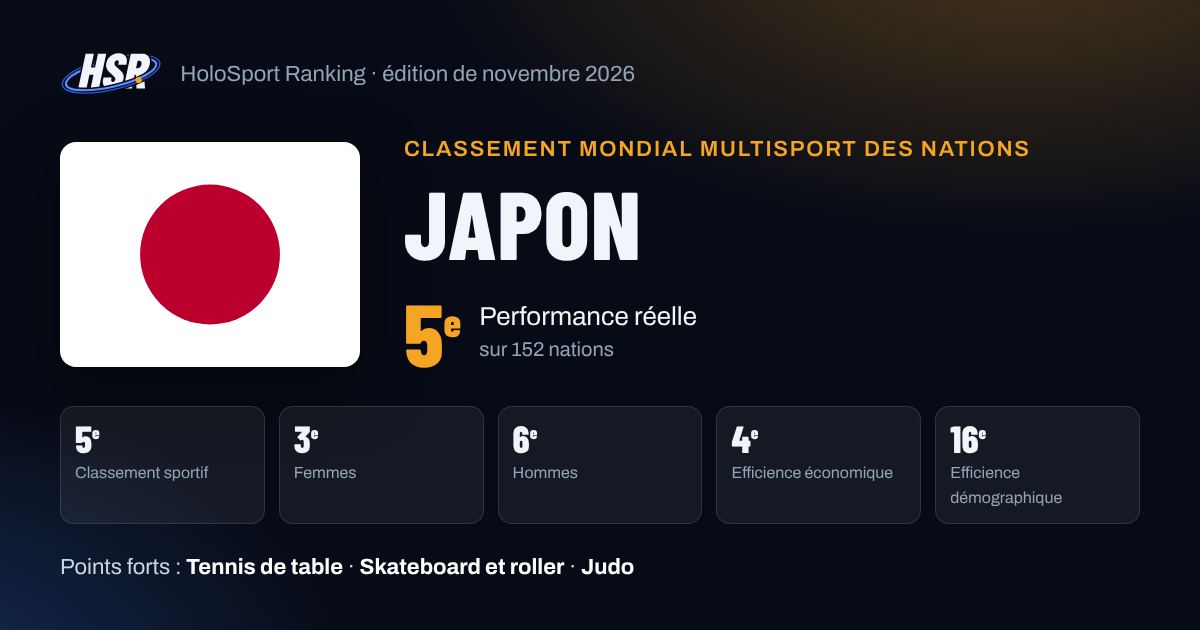 HSR
HoloSport Ranking · édition de novembre 2026
CLASSEMENT MONDIAL MULTISPORT DES NATIONS
JAPON
5e
Performance réelle
sur 152 nations
5e
Classement sportif
3e
Femmes
6e
Hommes
4e
Efficience économique
16e
Efficience
démographique
Points forts : Tennis de table · Skateboard et roller · Judo